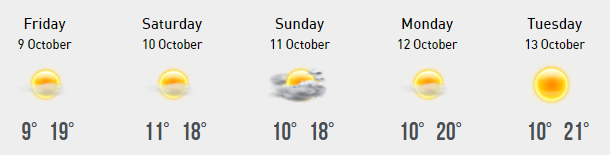 Friday Saturday Sunday Monday Tuesday
9 October 10 October 11 October 12 October 13 October
9° 19° 11° 18° 10° 18° 10° 20° 10° 21°